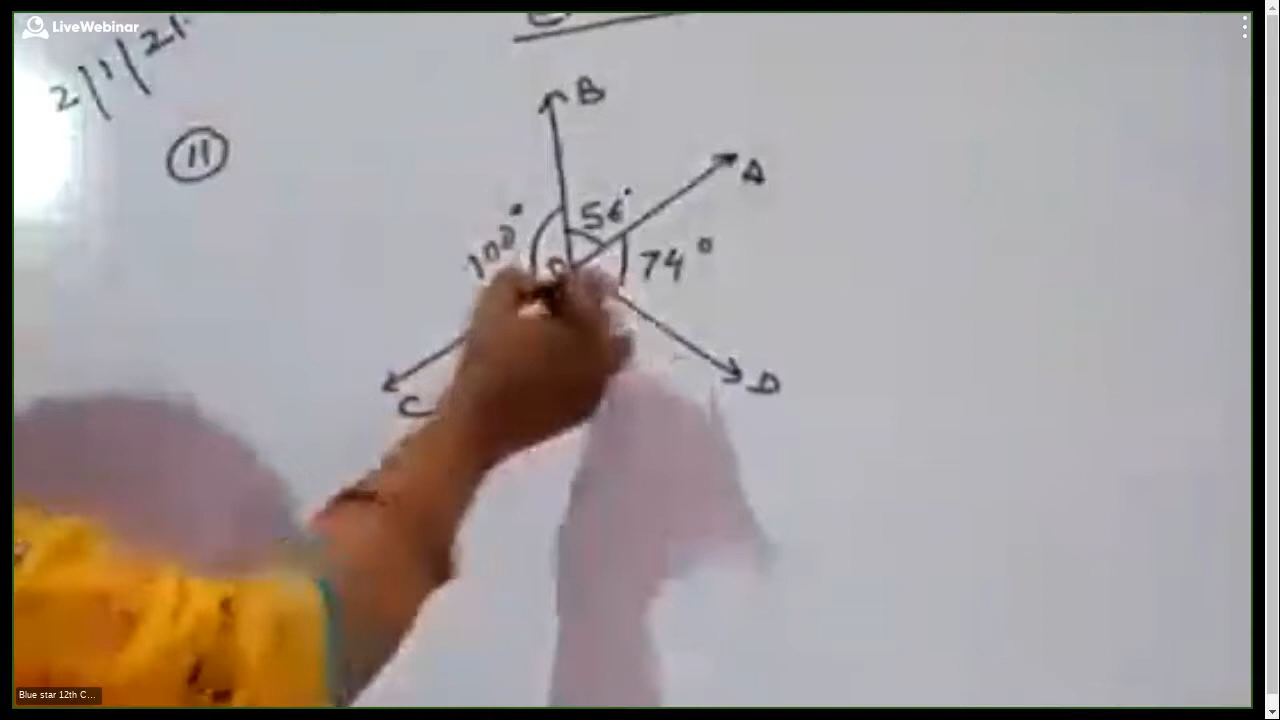 LiveWebinar
2/1/21
11
B
A
56°
100°
74°
C
D
Blue star 12th C...